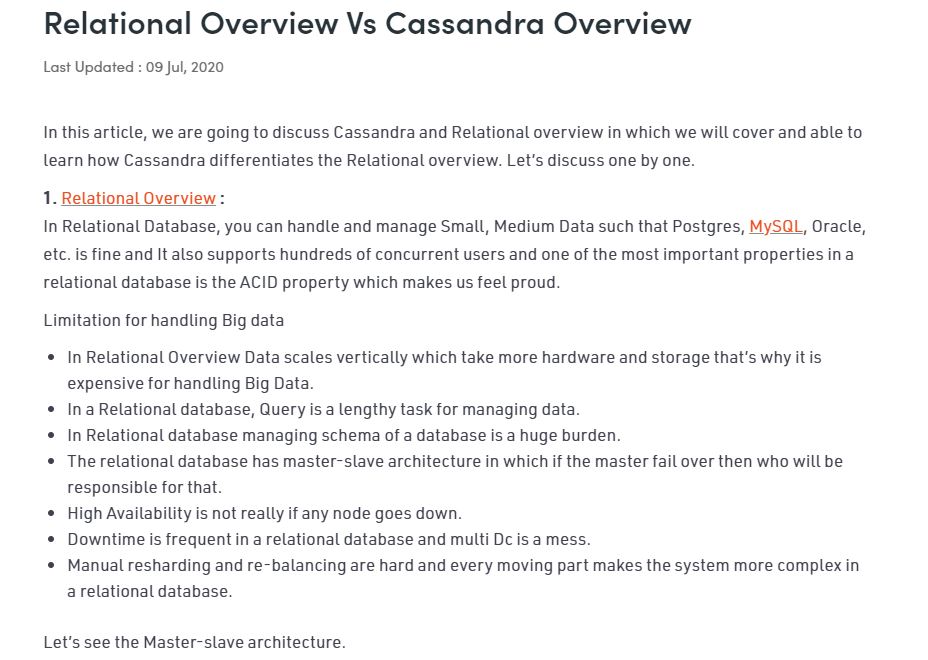 Relational Overview Vs Cassandra Overview
Last Updated : 09 Jul, 2020
In this article, we are going to discuss Cassandra and Relational overview in which we will cover and able to
learn how Cassandra differentiates the Relational overview. Let's discuss one by one.
1. Relational Overview :
In Relational Database, you can handle and manage Small, Medium Data such that Postgres, MySQL, Oracle,
etc. is fine and It also supports hundreds of concurrent users and one of the most important properties in a
relational database is the ACID property which makes us feel proud.
Limitation for handling Big data
• In Relational Overview Data scales vertically which take more hardware and storage that's why it is
expensive for handling Big Data.
• In a Relational database, Query is a lengthy task for managing data.
• In Relational database managing schema of a database is a huge burden.
• The relational database has master-slave architecture in which if the master fail over then who will be
responsible for that.
• High Availability is not really if any node goes down.
• Downtime is frequent in a relational database and multi Dc is a mess.
• Manual resharding and re-balancing are hard and every moving part makes the system more complex in
a relational database.
Let's see the Master-slave architecture.